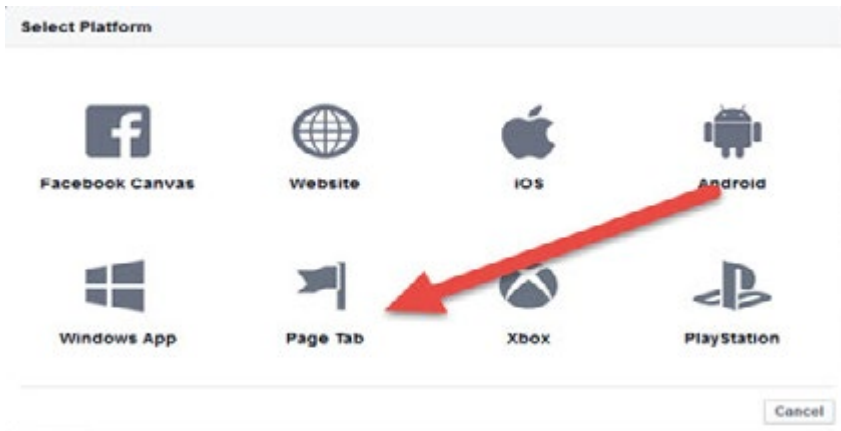 Select Platform
Facebook Canvas Website iOS Android
Windows App Page Tab Xbox PlayStation
Cancel